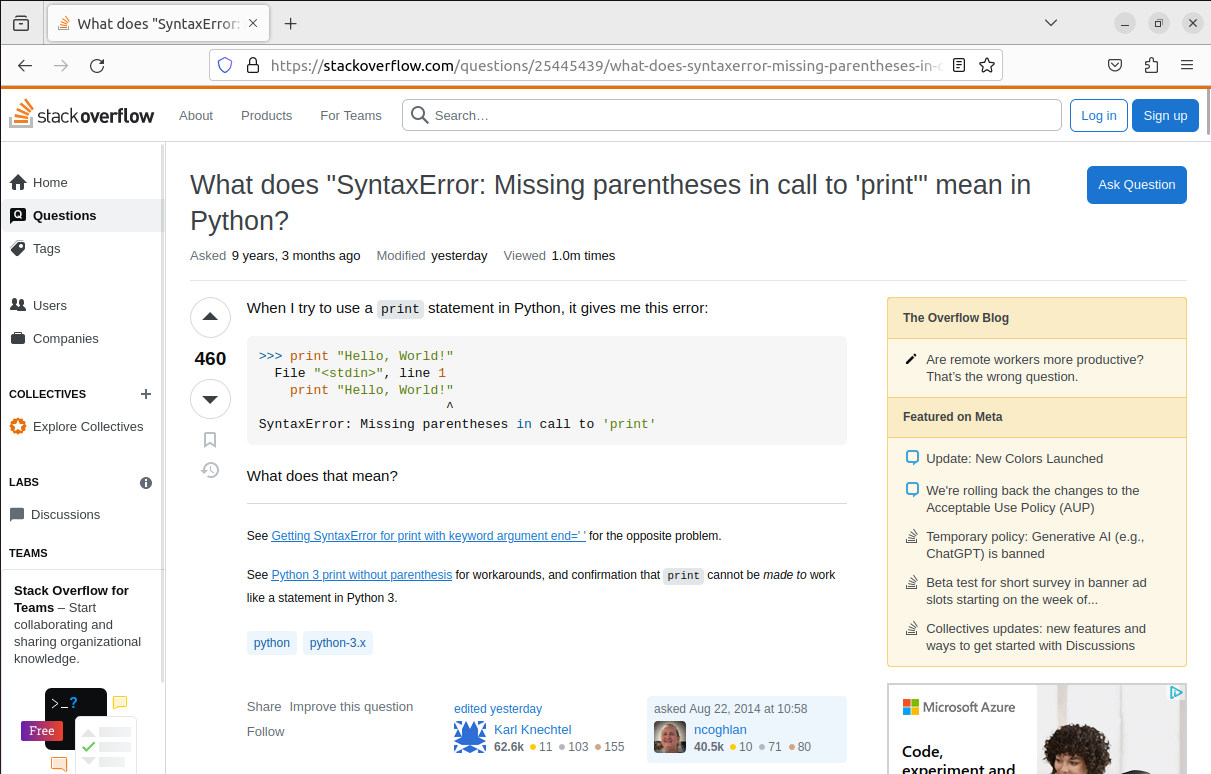 What does "SyntaxError:
https://stackoverflow.com/questions/25445439/what-does-syntaxerror-missing-parentheses-in-c
stackoverflow
About
Products
For Teams
Search…
Log in
Sign up
Home
Questions
Tags
Users
Companies
COLLECTIVES
Explore Collectives
LABS
Discussions
TEAMS
Stack Overflow for
Teams – Start
collaborating and
sharing organizational
knowledge.
>_?
Free
What does "SyntaxError: Missing parentheses in call to 'print'" mean in
Python?
Ask Question
Asked 9 years, 3 months ago Modified yesterday Viewed 1.0m times
460
When I try to use a print statement in Python, it gives me this error:
>>> print "Hello, World!"
File "<stdin>", line 1
print "Hello, World!"
^
SyntaxError: Missing parentheses in call to 'print'
What does that mean?
See Getting SyntaxError for print with keyword argument end=' ' for the opposite problem.
See Python 3 print without parenthesis for workarounds, and confirmation that print cannot be made to work
like a statement in Python 3.
python python-3.x
Share Improve this question
Follow
edited yesterday
Karl Knechtel
62.6k 11 103 155
asked Aug 22, 2014 at 10:58
ncoghlan
40.5k 10 71 80
The Overflow Blog
Are remote workers more productive?
That's the wrong question.
Featured on Meta
Update: New Colors Launched
We're rolling back the changes to the
Acceptable Use Policy (AUP)
Temporary policy: Generative AI (e.g.,
ChatGPT) is banned
Beta test for short survey in banner ad
slots starting on the week of...
Collectives updates: new features and
ways to get started with Discussions
Microsoft Azure
Code,
experiment and